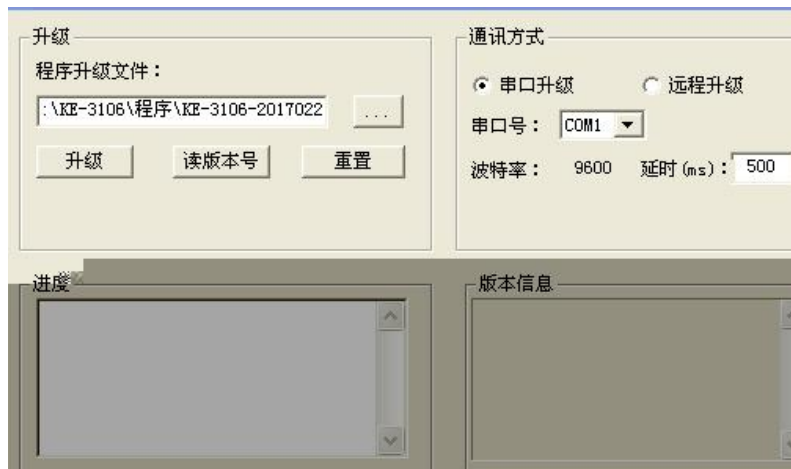 升级
程序升级文件：
:\KE-3106\程序\KE-3106-2017022
...
升级 读版本号 重置
通讯方式
串口升级 远程升级
串口号： COM1
波特率： 9600 延时(ms)： 500
进度
版本信息